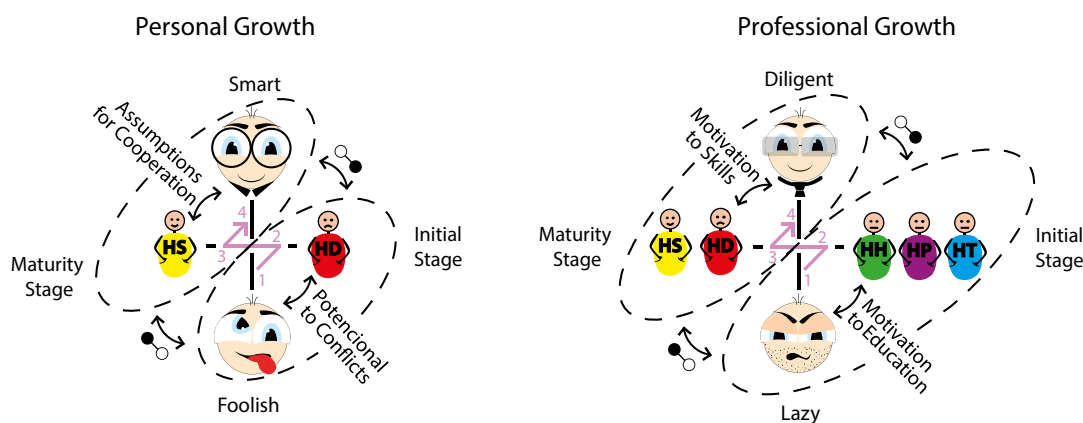 Personal Growth
Smart
Assumptions
for Cooperation
HS
HD
4
3
2
1
Maturity
Stage
Initial
Stage
Potencional
to Conflicts
Foolish
Professional Growth
Diligent
Motivation
to Skills
HS
HD
HH
HP
HT
4
3
2
1
Maturity
Stage
Initial
Stage
Motivation
to Education
Lazy